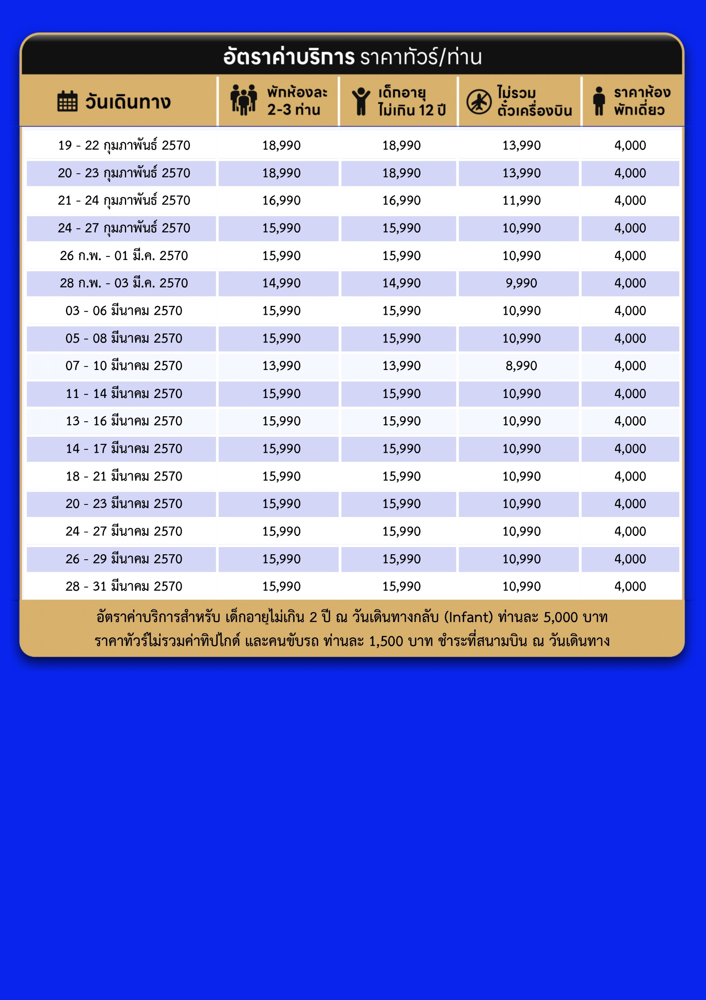 อัตราค่าบริการ ราคาทัวร์/ท่าน
วันเดินทาง พักห้องละ 2-3 ท่าน เด็กอายุ ไม่เกิน 12 ปี ไม่รวม ตั๋วเครื่องบิน ราคาห้อง พักเดี่ยว
19 - 22 กุมภาพันธ์ 2570 18,990 18,990 13,990 4,000
20 - 23 กุมภาพันธ์ 2570 18,990 18,990 13,990 4,000
21 - 24 กุมภาพันธ์ 2570 16,990 16,990 11,990 4,000
24 - 27 กุมภาพันธ์ 2570 15,990 15,990 10,990 4,000
26 ก.พ. - 01 มี.ค. 2570 15,990 15,990 10,990 4,000
28 ก.พ. - 03 มี.ค. 2570 14,990 14,990 9,990 4,000
03 - 06 มีนาคม 2570 15,990 15,990 10,990 4,000
05 - 08 มีนาคม 2570 15,990 15,990 10,990 4,000
07 - 10 มีนาคม 2570 13,990 13,990 8,990 4,000
11 - 14 มีนาคม 2570 15,990 15,990 10,990 4,000
13 - 16 มีนาคม 2570 15,990 15,990 10,990 4,000
14 - 17 มีนาคม 2570 15,990 15,990 10,990 4,000
18 - 21 มีนาคม 2570 15,990 15,990 10,990 4,000
20 - 23 มีนาคม 2570 15,990 15,990 10,990 4,000
24 - 27 มีนาคม 2570 15,990 15,990 10,990 4,000
26 - 29 มีนาคม 2570 15,990 15,990 10,990 4,000
28 - 31 มีนาคม 2570 15,990 15,990 10,990 4,000
อัตราค่าบริการสำหรับ เด็กอายุไม่เกิน 2 ปี ณ วันเดินทางกลับ (Infant) ท่านละ 5,000 บาท
ราคาทัวร์ไม่รวมค่าทิปไกด์ และคนขับรถ ท่านละ 1,500 บาท ชำระที่สนามบิน ณ วันเดินทาง